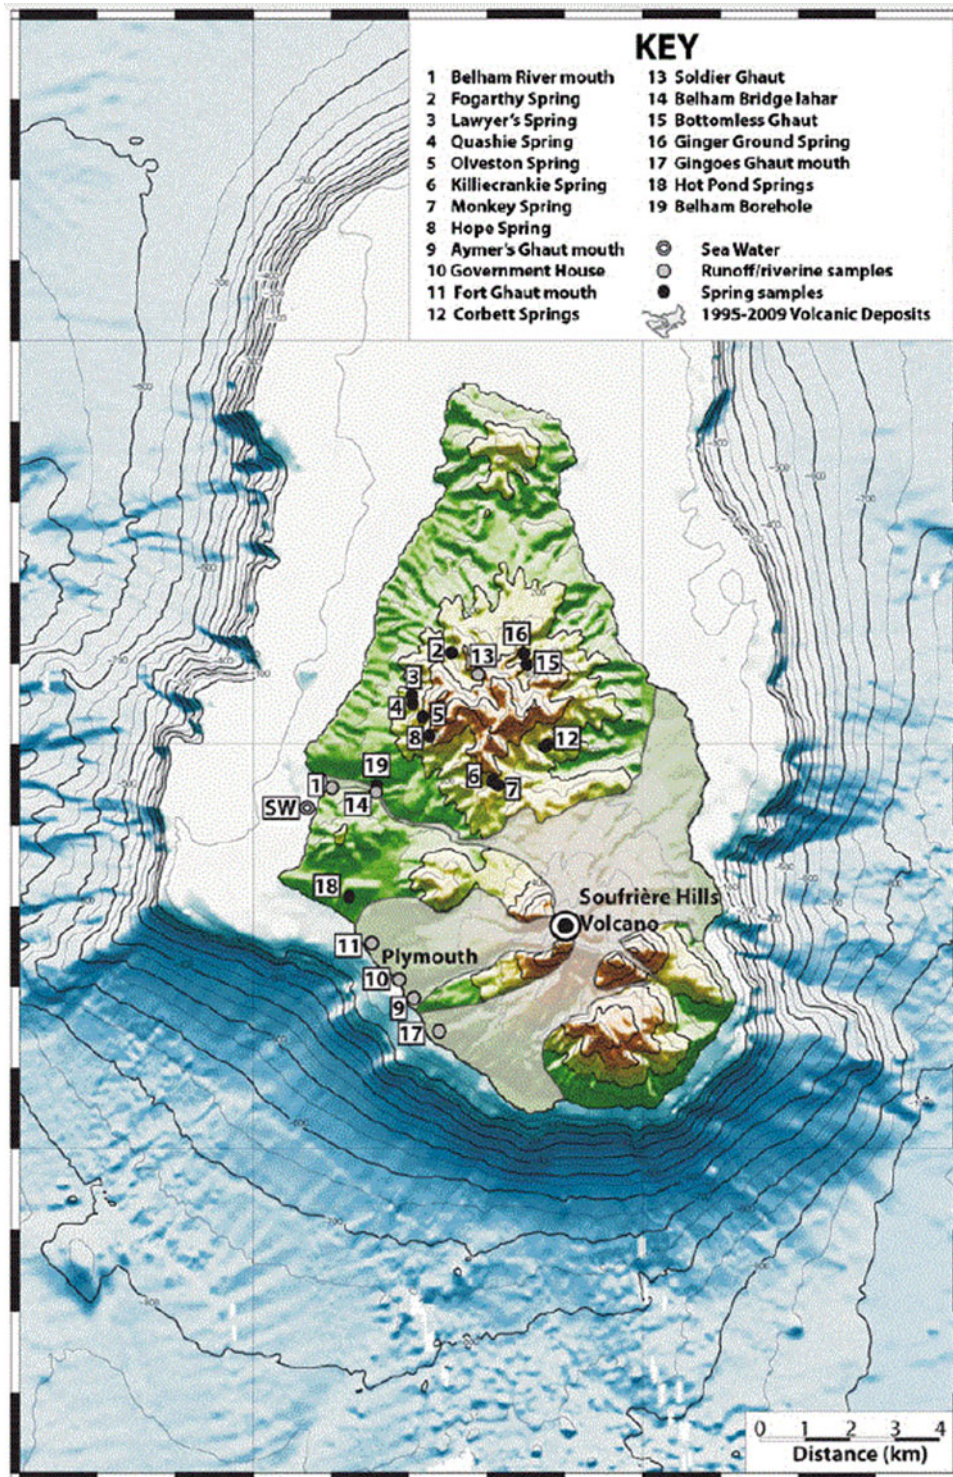 KEY
1 Belham River mouth
2 Fogarthy Spring
3 Lawyer's Spring
4 Quashie Spring
5 Olveston Spring
6 Killiecrankie Spring
7 Monkey Spring
8 Hope Spring
9 Aymer's Ghaut mouth
10 Government House
11 Fort Ghaut mouth
12 Corbett Springs
13 Soldier Ghaut
14 Belham Bridge lahar
15 Bottomless Ghaut
16 Ginger Ground Spring
17 Gingoes Ghaut mouth
18 Hot Pond Springs
19 Belham Borehole
Sea Water
Runoff/riverine samples
Spring samples
1995-2009 Volcanic Deposits
16
2
13
15
3
4
5
8
12
19
6
7
1
14
SW
18
Soufrière Hills
Volcano
11
Plymouth
10
9
17
0 1 2 3 4
Distance (km)